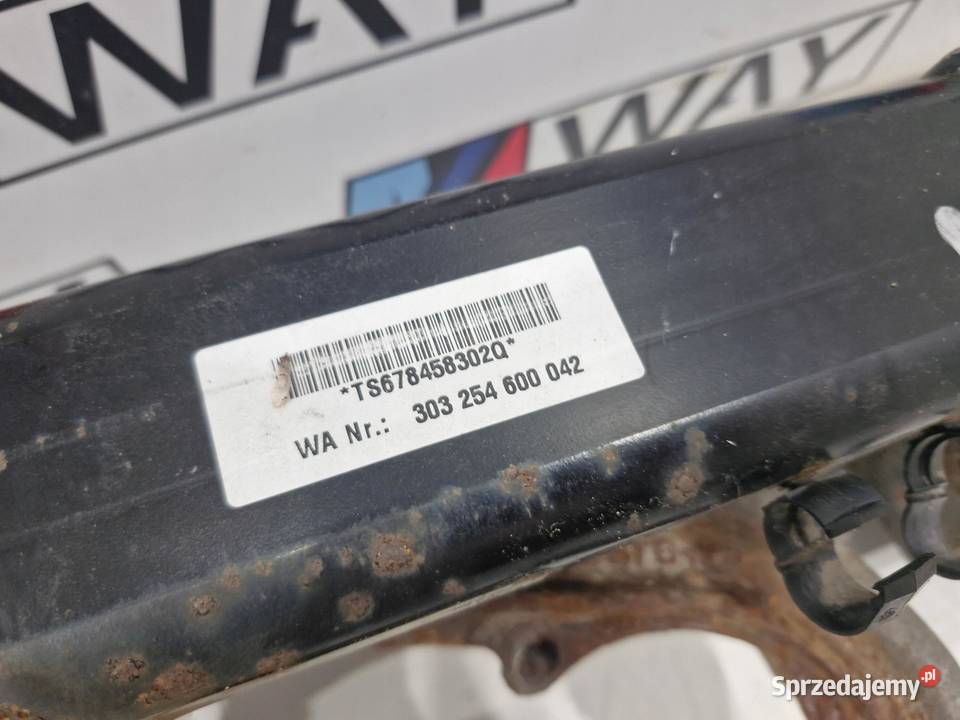 WAY
WAY
*TS678458302Q*
WA Nr.: 303 254 600 042
Sprzedajemy.pl